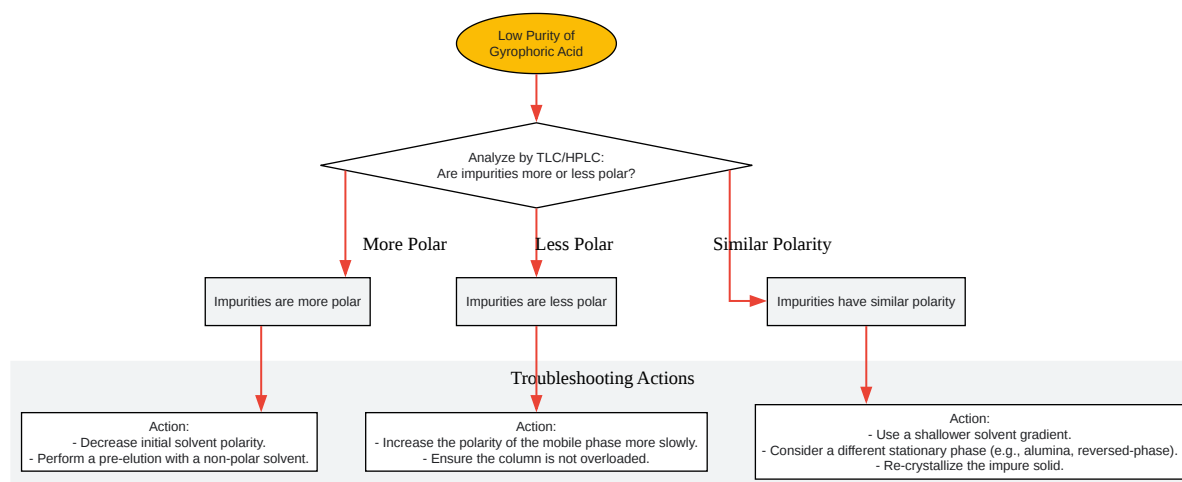 Low Purity of
Gyrophoric Acid
Analyze by TLC/HPLC:
Are impurities more or less polar?
More Polar
Less Polar
Similar Polarity
Impurities are more polar
Impurities are less polar
Impurities have similar polarity
Troubleshooting Actions
Action:
- Decrease initial solvent polarity.
- Perform a pre-elution with a non-polar solvent.
Action:
- Increase the polarity of the mobile phase more slowly.
- Ensure the column is not overloaded.
Action:
- Use a shallower solvent gradient.
- Consider a different stationary phase (e.g., alumina, reversed-phase).
- Re-crystallize the impure solid.